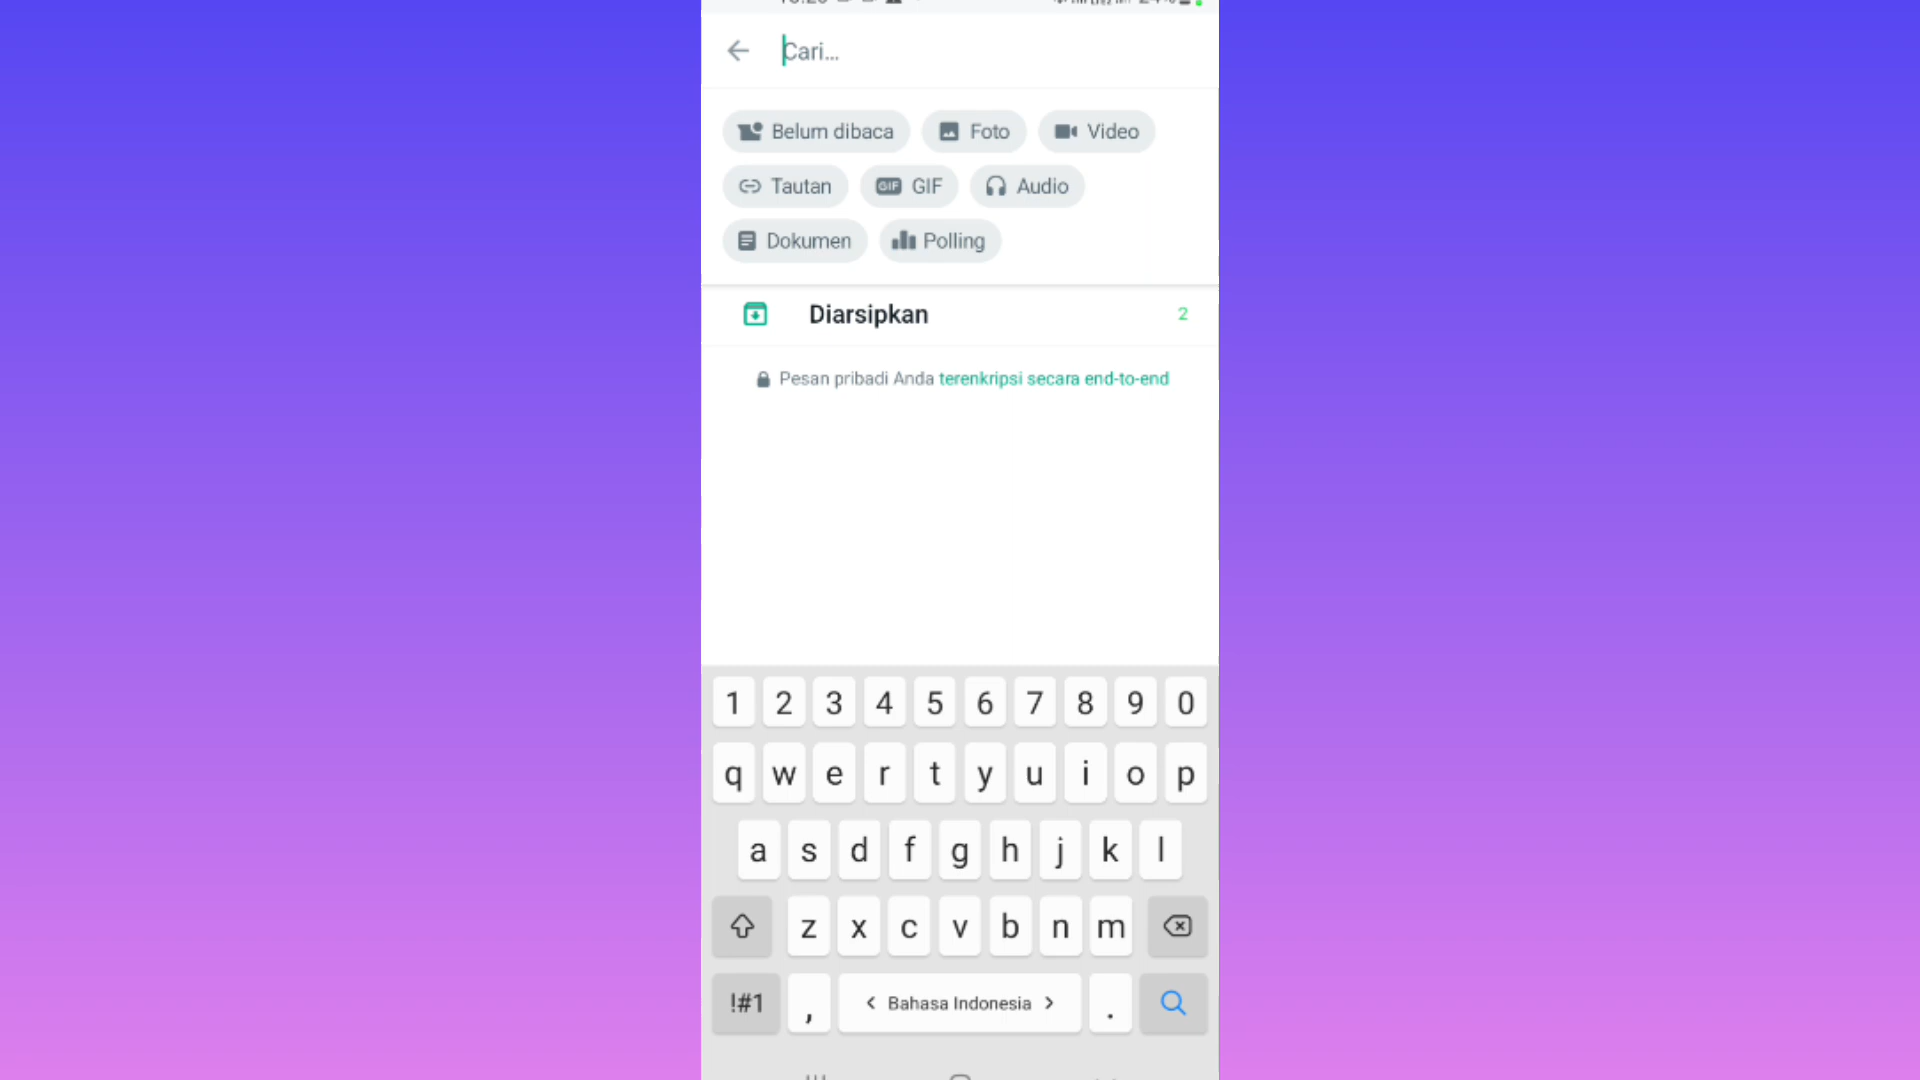 Cari...
Belum dibaca Foto Video
Tautan GIF GIF Audio
Dokumen Polling
Diarsipkan 2
Pesan pribadi Anda terenkripsi secara end-to-end
1 2 3 4 5 6 7 8 9 0
q w e r t y u i o p
a s d f g h j k l
z x c v b n m
!#1 , < Bahasa Indonesia > .